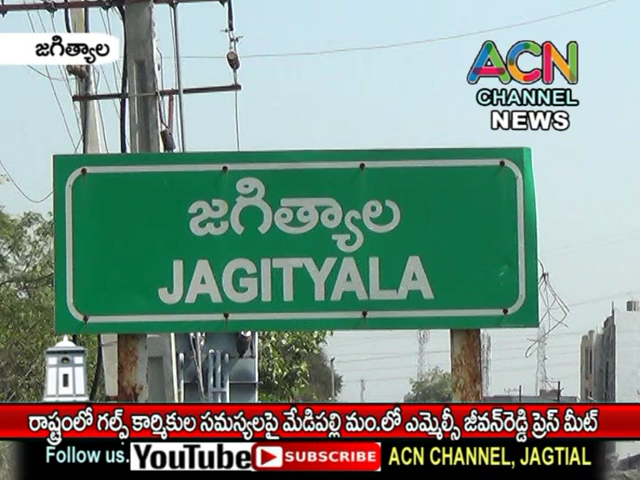 జగిత్యాల
ACN
CHANNEL
NEWS
జగిత్యాల
JAGITYALA
రాష్ట్రంలో గల్ఫ్ కార్మికుల సమస్యలపై మేడిపల్లి మం.లో ఎమ్మెల్సీ జీవన్‌రెడ్డి ప్రెస్ మీట్
Follow us. YouTube SUBSCRIBE ACN CHANNEL, JAGTIAL